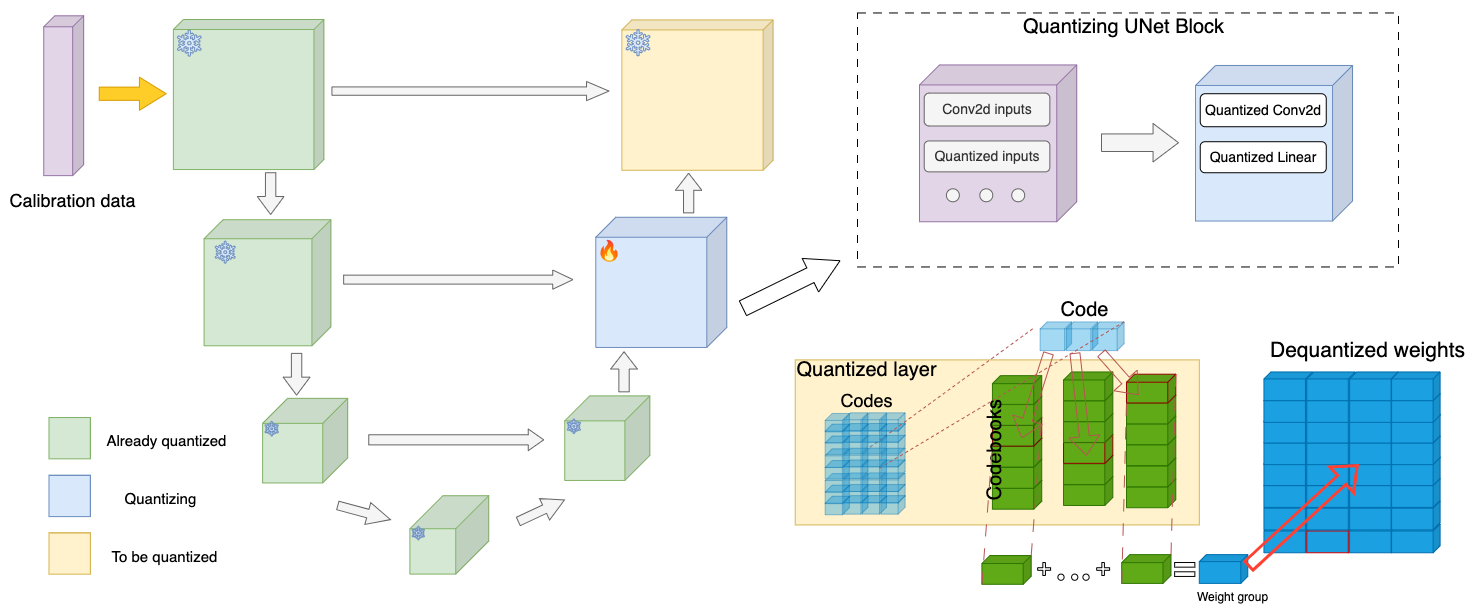 Calibration data
Already quantized
Quantizing
To be quantized
Quantizing UNet Block
Conv2d inputs
Quantized inputs
Quantized Conv2d
Quantized Linear
Code
Quantized layer
Codes
Codebooks
Dequantized weights
+
+
=
Weight group